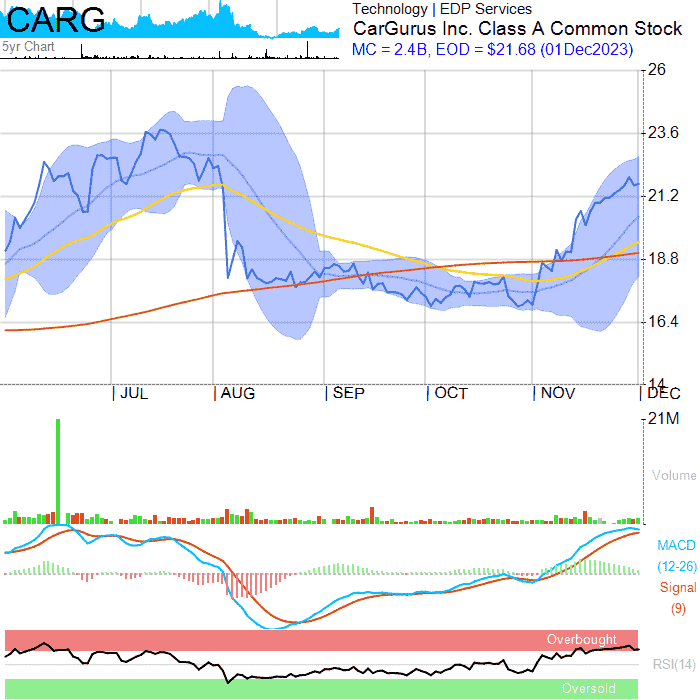 CARG
5yr Chart
Technology | EDP Services
CarGurus Inc. Class A Common Stock
MC = 2.4B, EOD = $21.68 (01Dec2023)
26
23.6
21.2
18.8
16.4
14
JUL AUG SEP OCT NOV DEC
21M
Volume
MACD
(12-26)
Signal
(9)
Overbought
RSI(14)
Oversold